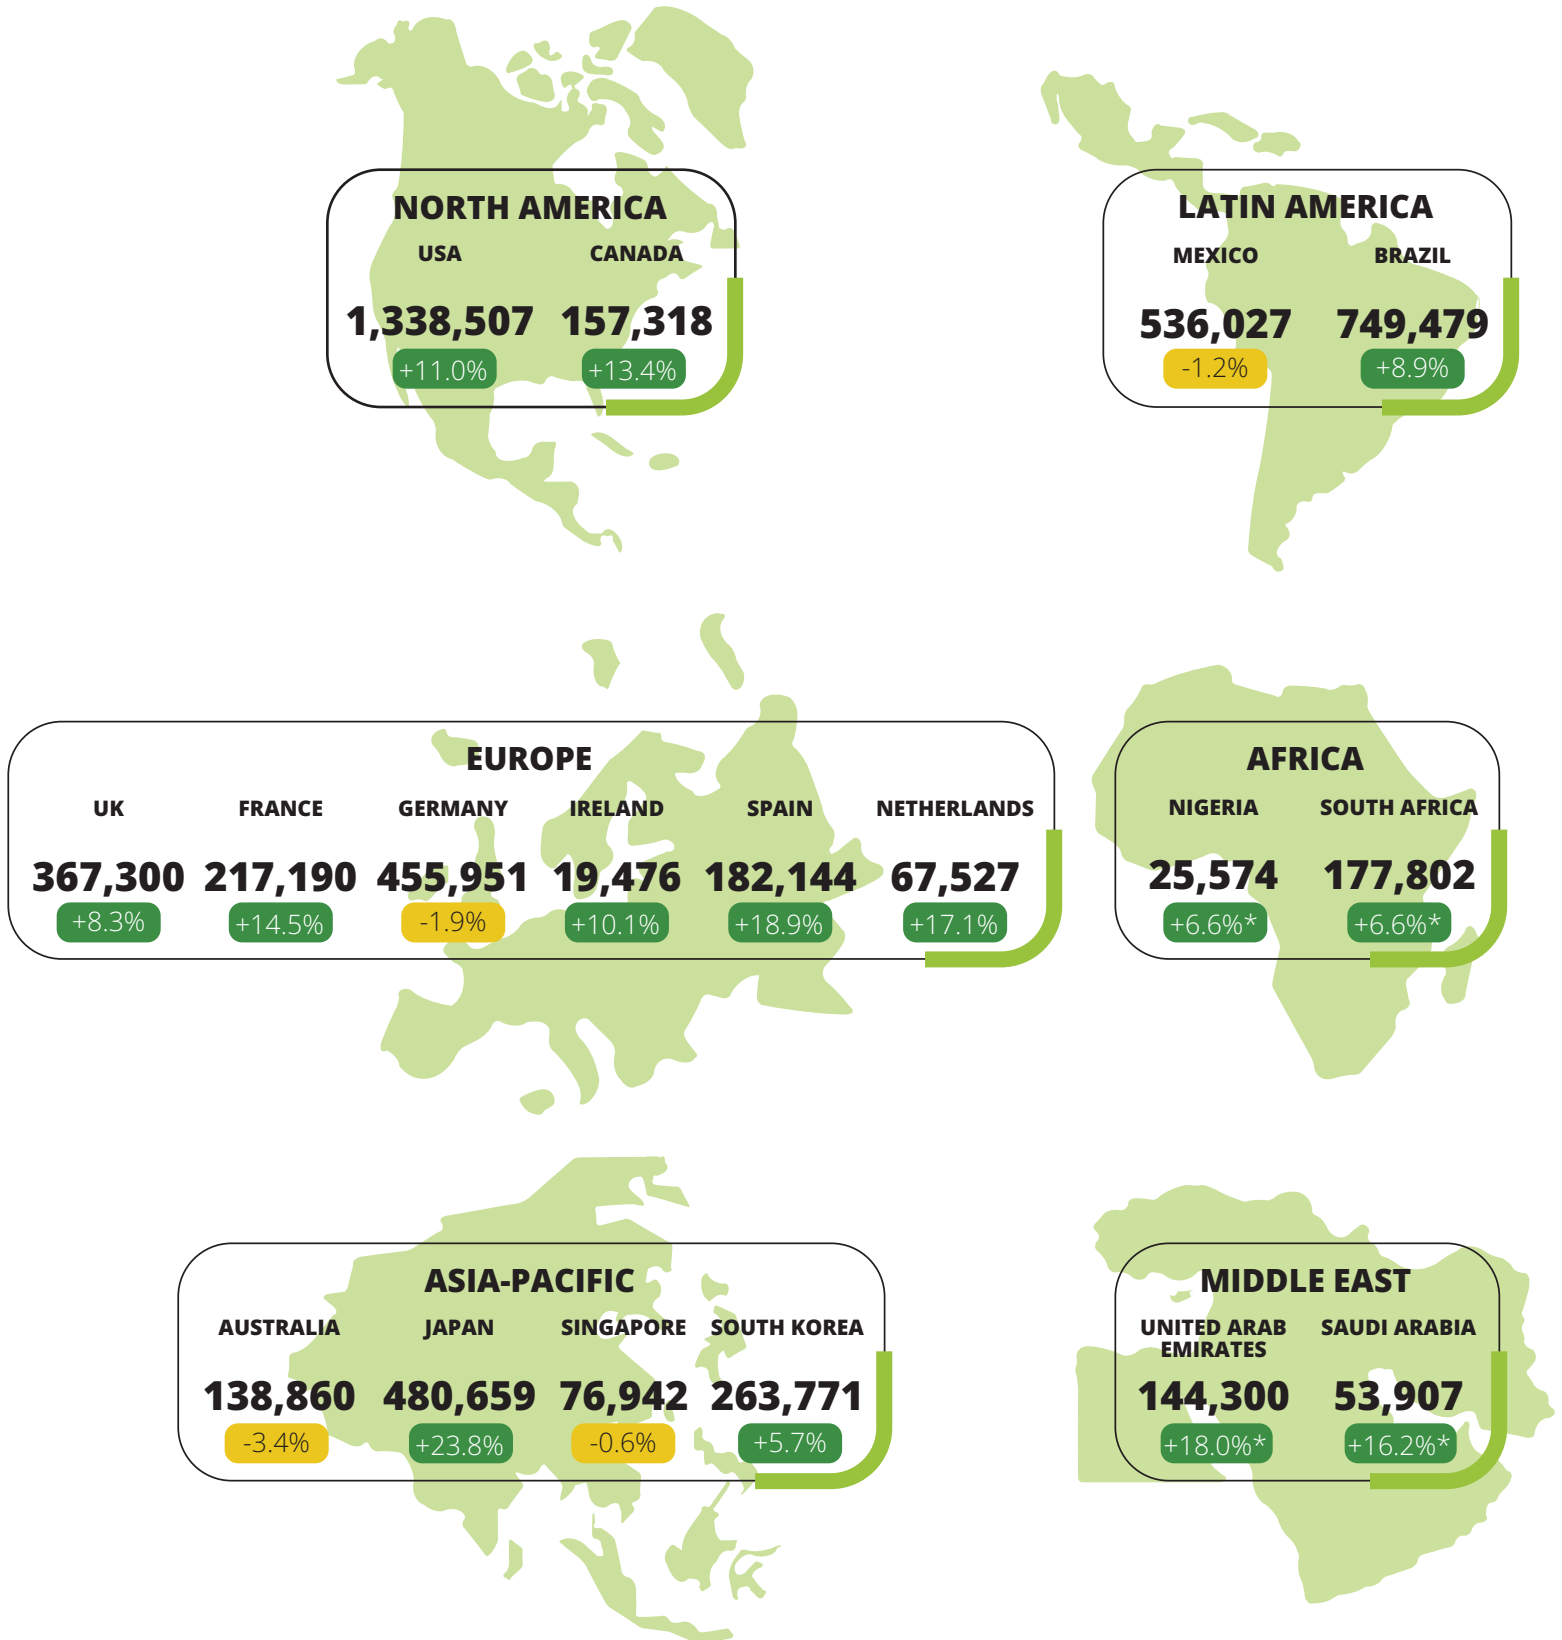 NORTH AMERICA
USA CANADA
1,338,507 157,318
+11.0% +13.4%
LATIN AMERICA
MEXICO BRAZIL
536,027 749,479
-1.2% +8.9%
EUROPE
UK FRANCE GERMANY IRELAND SPAIN NETHERLANDS
367,300 217,190 455,951 19,476 182,144 67,527
+8.3% +14.5% -1.9% +10.1% +18.9% +17.1%
AFRICA
NIGERIA SOUTH AFRICA
25,574 177,802
+6.6%* +6.6%*
ASIA-PACIFIC
AUSTRALIA JAPAN SINGAPORE SOUTH KOREA
138,860 480,659 76,942 263,771
-3.4% +23.8% -0.6% +5.7%
MIDDLE EAST
UNITED ARAB SAUDI ARABIA
EMIRATES
144,300 53,907
+18.0%* +16.2%*